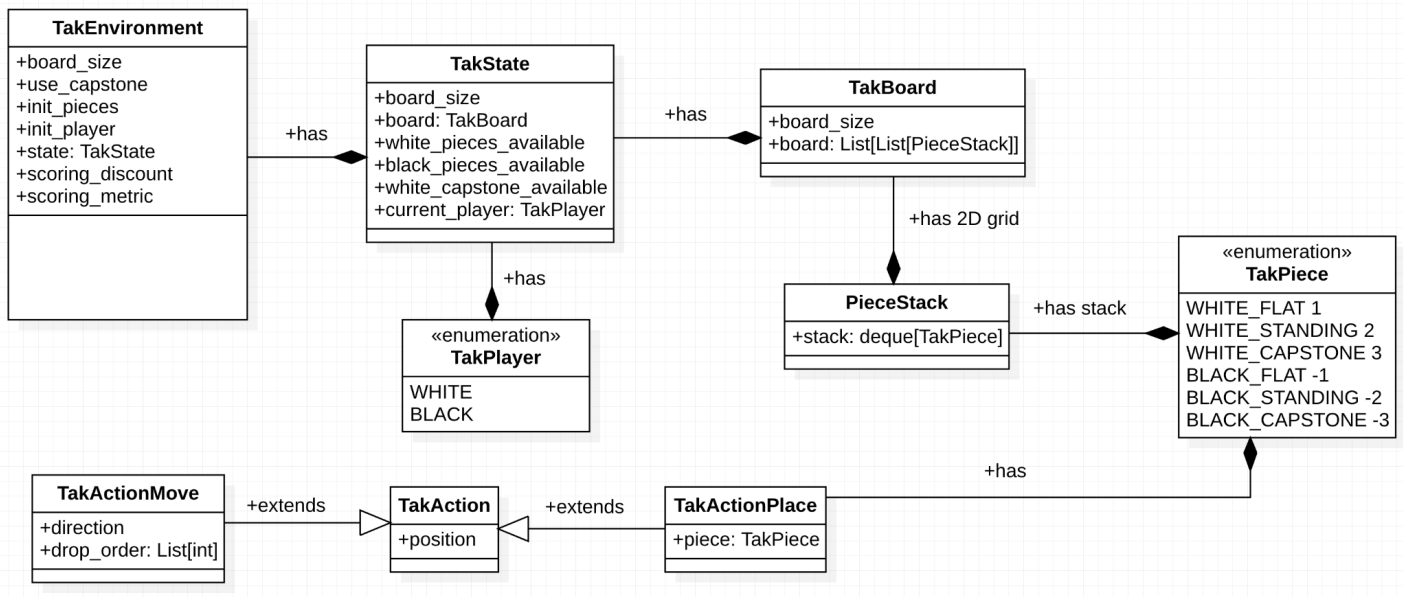 TakEnvironment
+board_size
+use_capstone
+init_pieces
+init_player
+state: TakState
+scoring_discount
+scoring_metric
+has
TakState
+board_size
+board: TakBoard
+white_pieces_available
+black_pieces_available
+white_capstone_available
+current_player: TakPlayer
+has
TakBoard
+board_size
+board: List[List[PieceStack]]
+has 2D grid
+has
«enumeration»
TakPlayer
WHITE
BLACK
PieceStack
+stack: deque[TakPiece]
+has stack
«enumeration»
TakPiece
WHITE_FLAT 1
WHITE_STANDING 2
WHITE_CAPSTONE 3
BLACK_FLAT -1
BLACK_STANDING -2
BLACK_CAPSTONE -3
+has
TakActionMove
+direction
+drop_order: List[int]
+extends
TakAction
+position
+extends
TakActionPlace
+piece: TakPiece